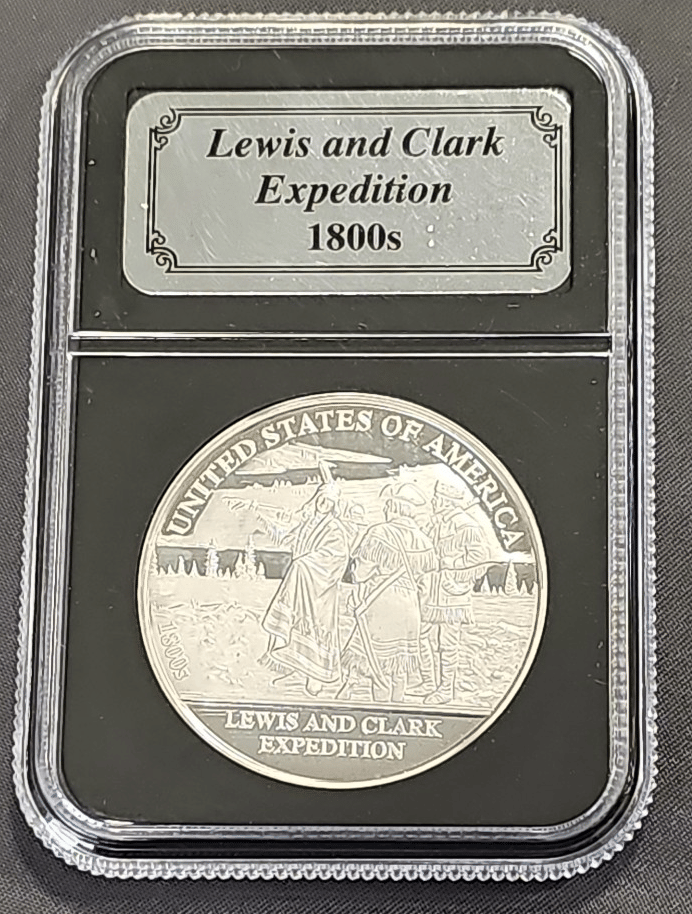 Lewis and Clark
Expedition
1800s
UNITED STATES OF AMERICA
1800s
LEWIS AND CLARK
EXPEDITION